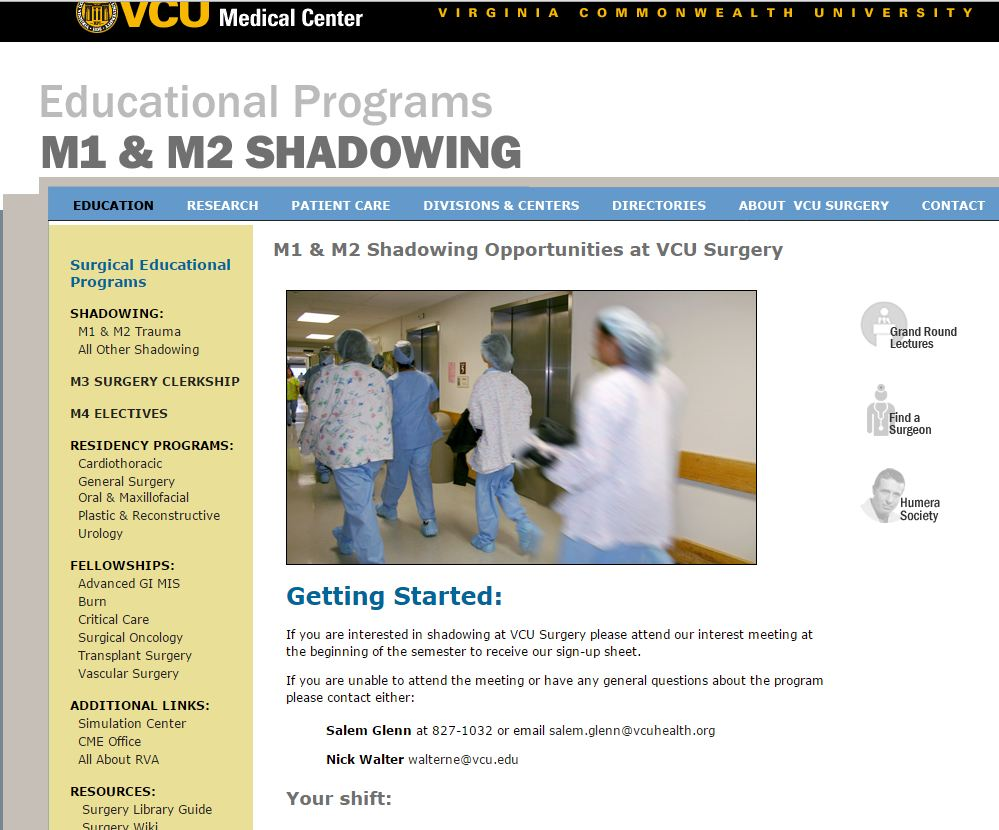 VCU Medical Center
VIRGINIA COMMONWEALTH UNIVERSITY
Educational Programs
M1 & M2 SHADOWING
EDUCATION RESEARCH PATIENT CARE DIVISIONS & CENTERS DIRECTORIES ABOUT VCU SURGERY CONTACT
Surgical Educational
Programs
SHADOWING:
M1 & M2 Trauma
All Other Shadowing
M3 SURGERY CLERKSHIP
M4 ELECTIVES
RESIDENCY PROGRAMS:
Cardiothoracic
General Surgery
Oral & Maxillofacial
Plastic & Reconstructive
Urology
FELLOWSHIPS:
Advanced GI MIS
Burn
Critical Care
Surgical Oncology
Transplant Surgery
Vascular Surgery
ADDITIONAL LINKS:
Simulation Center
CME Office
All About RVA
RESOURCES:
Surgery Library Guide
Surgery Wiki
M1 & M2 Shadowing Opportunities at VCU Surgery
Getting Started:
If you are interested in shadowing at VCU Surgery please attend our interest meeting at
the beginning of the semester to receive our sign-up sheet.
If you are unable to attend the meeting or have any general questions about the program
please contact either:
Salem Glenn at 827-1032 or email salem.glenn@vcuhealth.org
Nick Walter walterne@vcu.edu
Your shift:
Grand Round
Lectures
Find a
Surgeon
Humera
Society